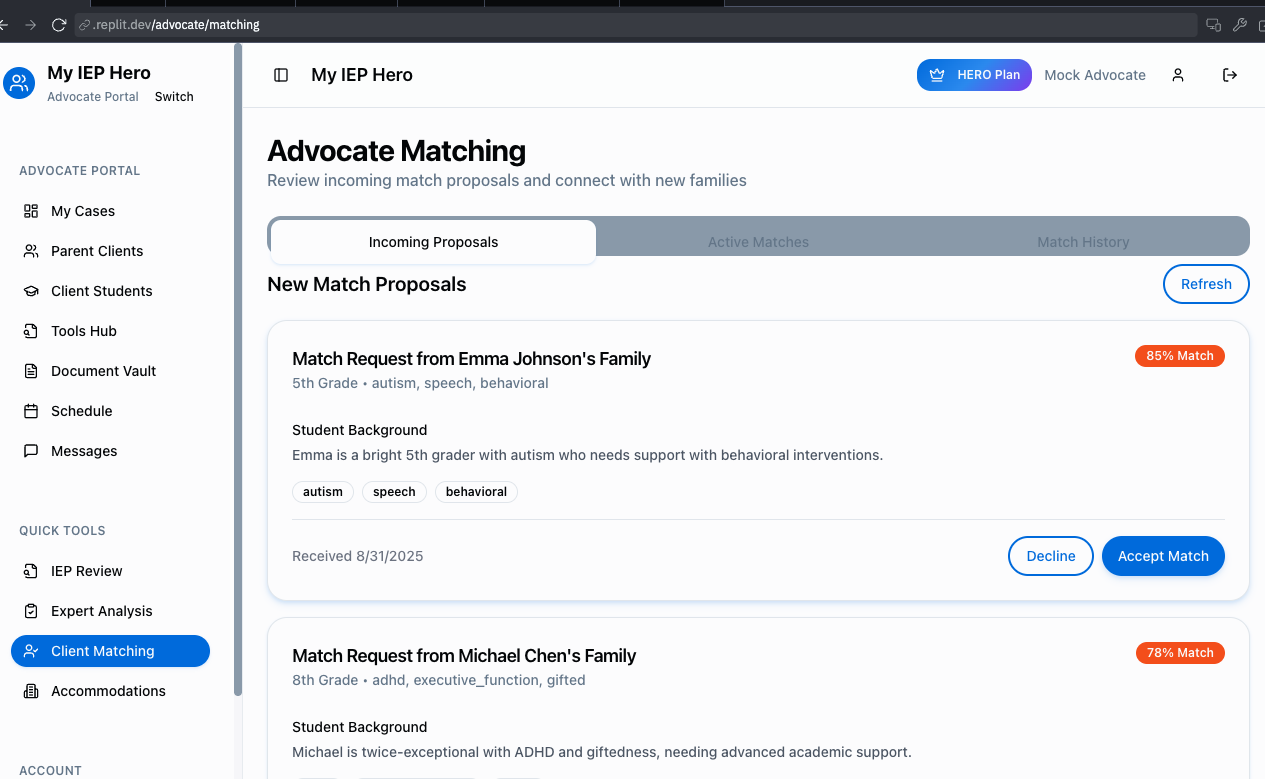 .replit.dev/advocate/matching
My IEP Hero
Advocate Portal Switch
ADVOCATE PORTAL
My Cases
Parent Clients
Client Students
Tools Hub
Document Vault
Schedule
Messages
QUICK TOOLS
IEP Review
Expert Analysis
Client Matching
Accommodations
ACCOUNT
My IEP Hero
HERO Plan
Mock Advocate
Advocate Matching
Review incoming match proposals and connect with new families
Incoming Proposals
Active Matches
Match History
New Match Proposals
Refresh
Match Request from Emma Johnson's Family
85% Match
5th Grade • autism, speech, behavioral
Student Background
Emma is a bright 5th grader with autism who needs support with behavioral interventions.
autism speech behavioral
Received 8/31/2025
Decline
Accept Match
Match Request from Michael Chen's Family
78% Match
8th Grade • adhd, executive_function, gifted
Student Background
Michael is twice-exceptional with ADHD and giftedness, needing advanced academic support.